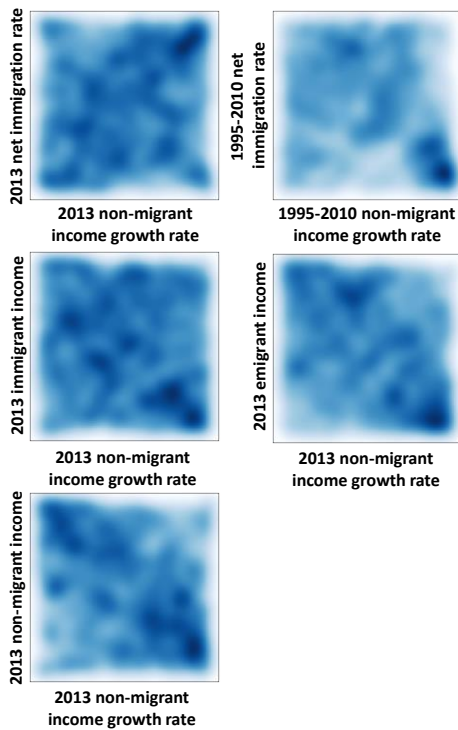 2013 net immigration rate
2013 non-migrant
income growth rate
1995-2010 net
immigration rate
1995-2010 non-migrant
income growth rate
2013 immigrant income
2013 non-migrant
income growth rate
2013 emigrant income
2013 non-migrant
income growth rate
2013 non-migrant income
2013 non-migrant
income growth rate